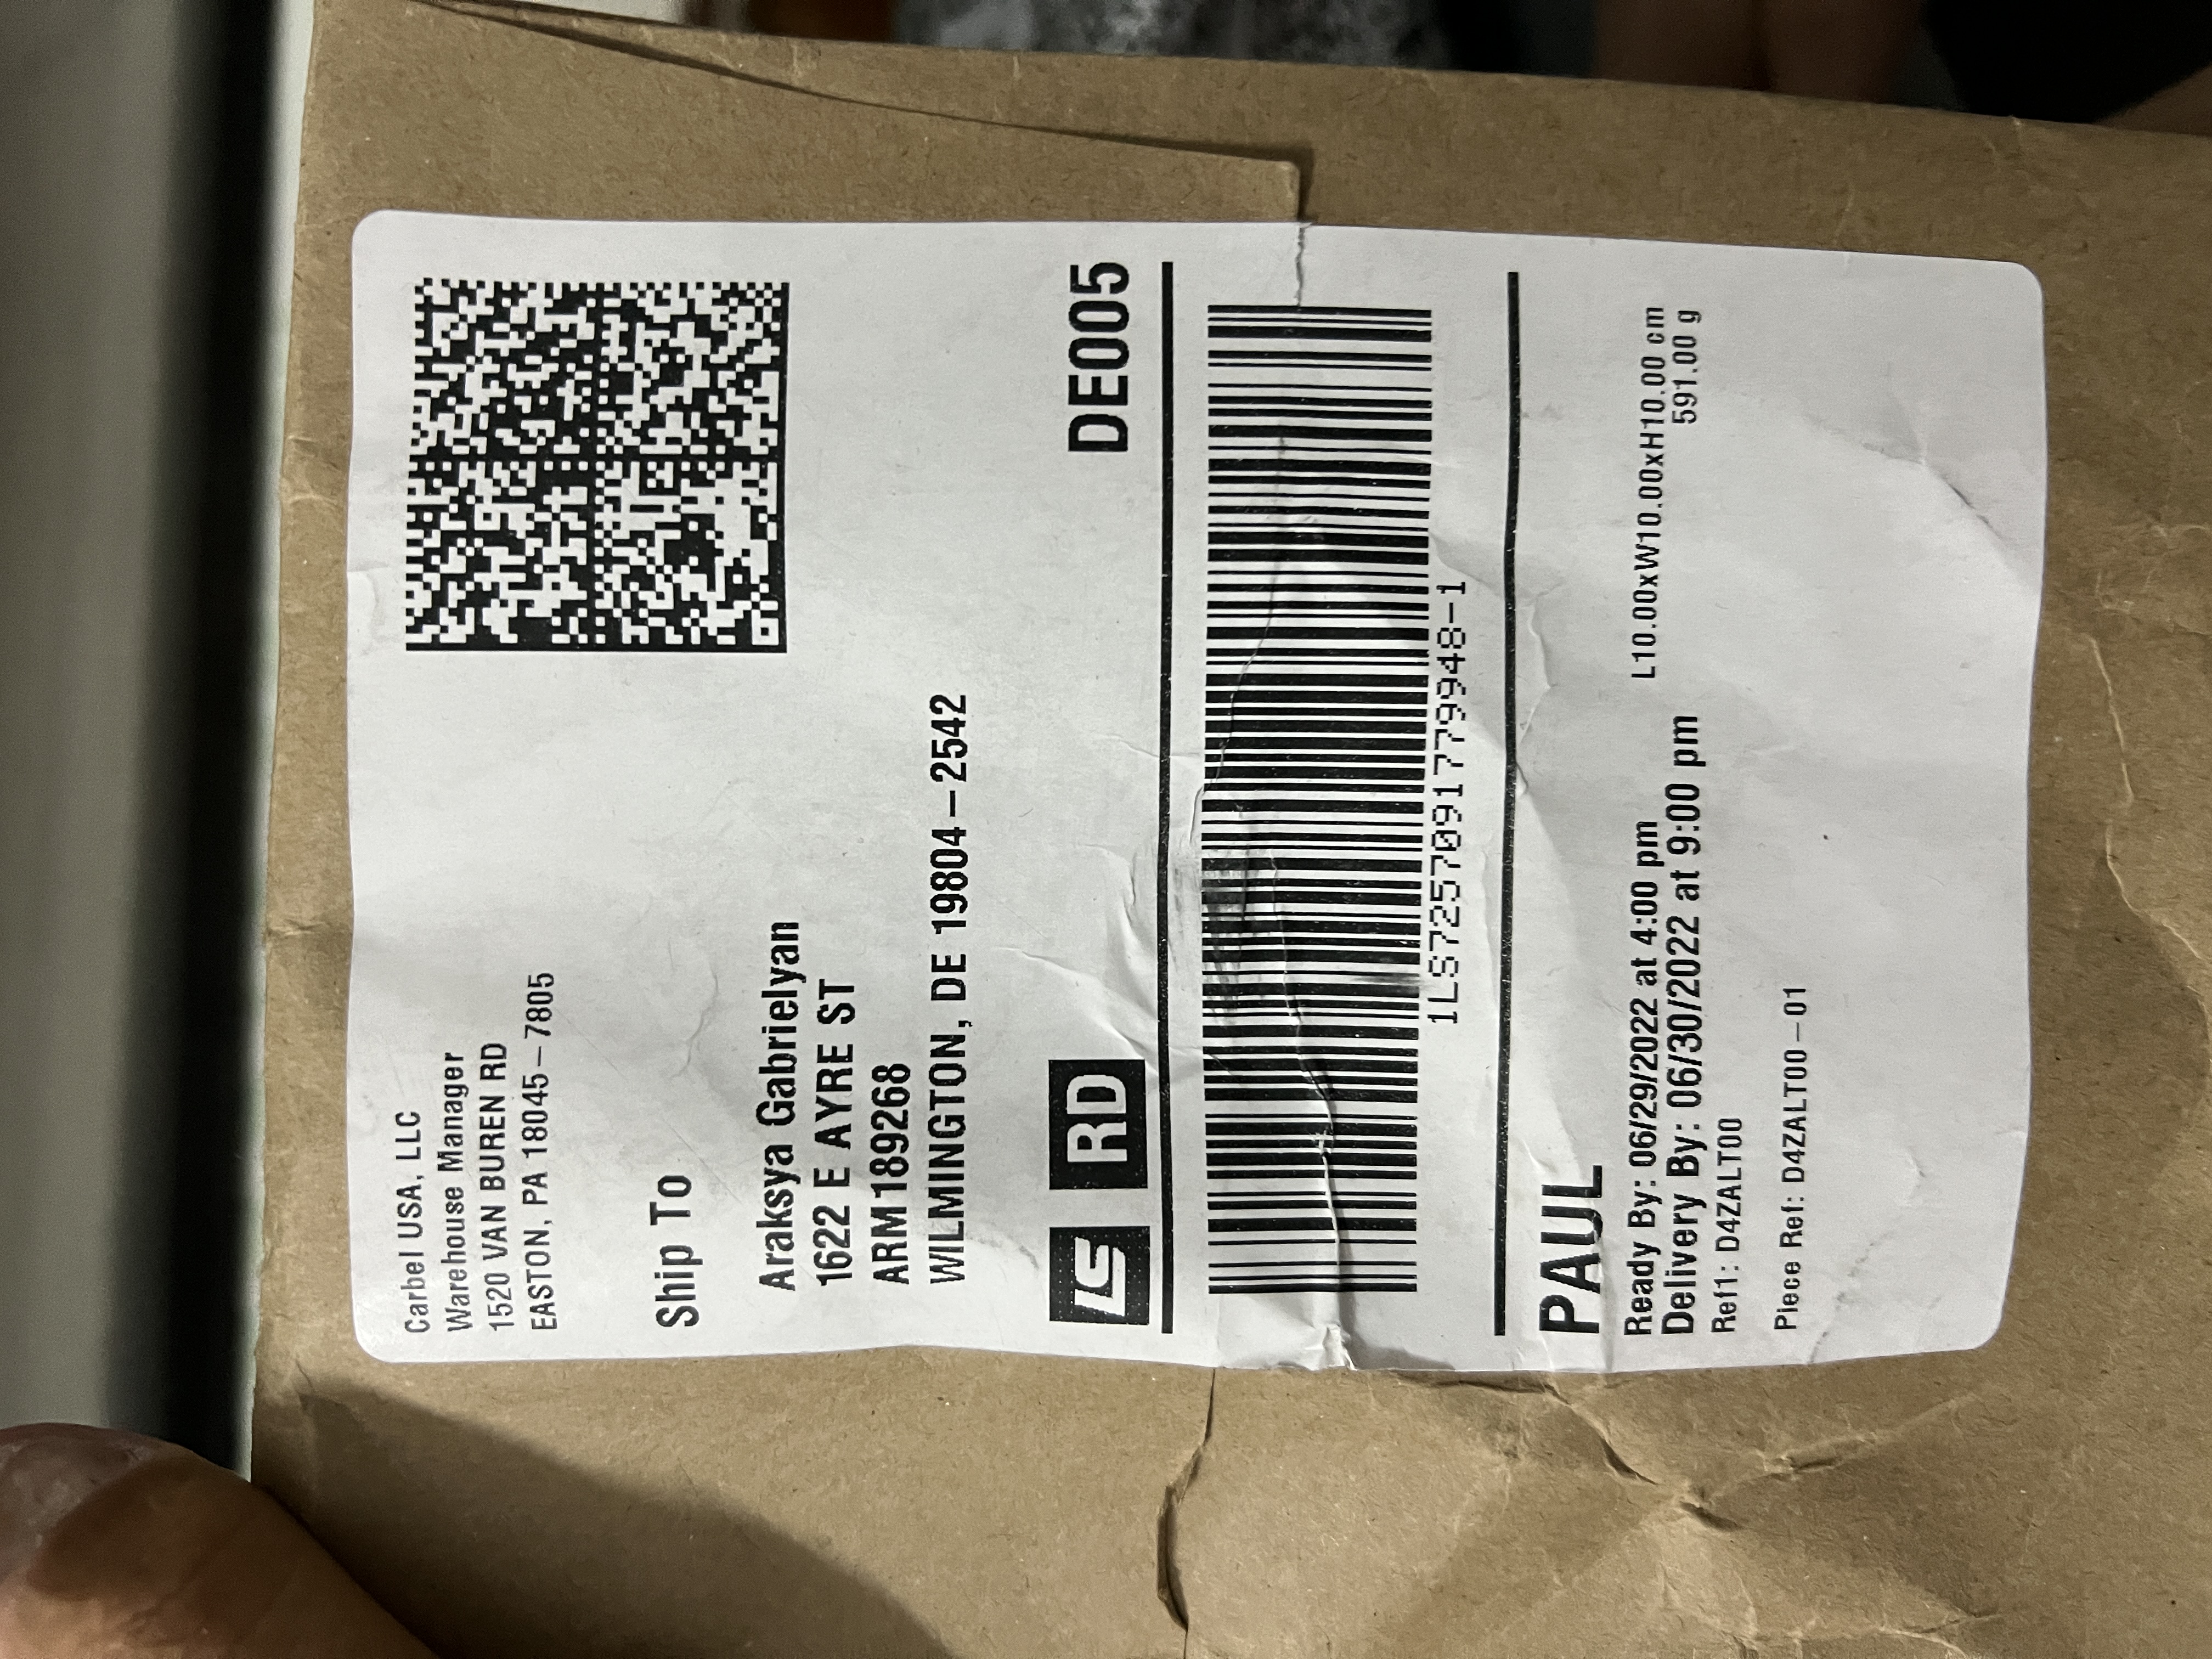 Carbel USA, LLC
Warehouse Manager
1520 VAN BUREN RD
EASTON, PA 18045-7805
Ship To
Araksya Gabrielyan
1622 E AYRE ST
ARM189268
WILMINGTON, DE 19804-2542
LS RD DE005
1LS7257091779948-1
PAUL
Ready By: 06/29/2022 at 4:00 pm L10.00xW10.00xH10.00 cm
Delivery By: 06/30/2022 at 9:00 pm 591.00 g
Ref1: D4ZALT00
Piece Ref: D4ZALT00-01